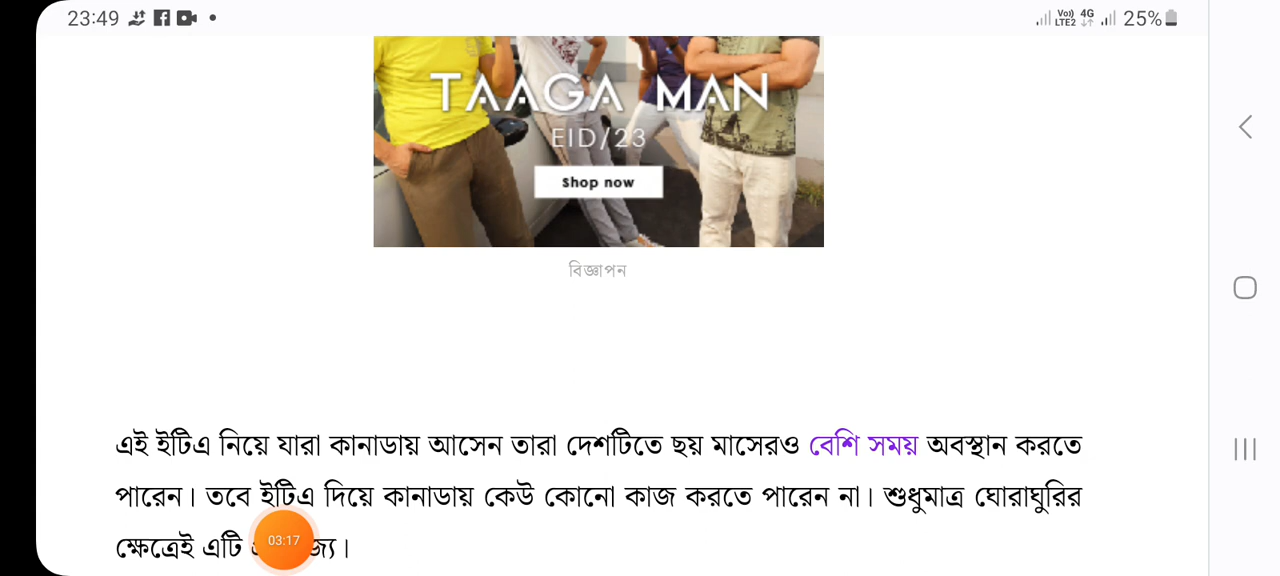 23:49
Vo)) 4G
LTE2 25%
TAAGA MAN
EID/23
Shop now
বিজ্ঞাপন
এই ইটিএ নিয়ে যারা কানাডায় আসেন তারা দেশটিতে ছয় মাসেরও বেশি সময় অবস্থান করতে
পারেন। তবে ইটিএ দিয়ে কানাডায় কেউ কোনো কাজ করতে পারেন না। শুধুমাত্র ঘোরাঘুরির
ক্ষেত্রেই এটি
03:17